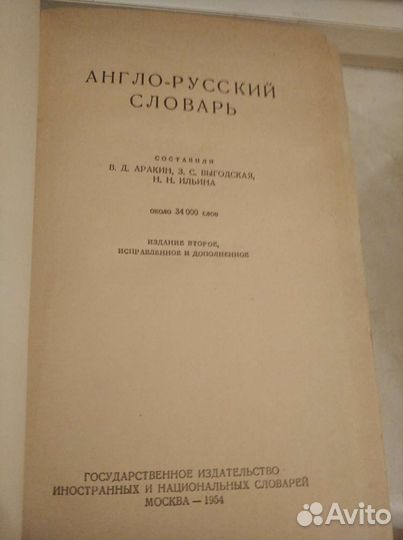 АНГЛО-РУССКИЙ
СЛОВАРЬ
СОСТАВИЛИ
В. Д. АРАКИН, З. С. ВЫГОДСКАЯ,
Н. Н. ИЛЬИНА
ОКОЛО 34 000 СЛОВ
ИЗДАНИЕ ВТОРОЕ,
ИСПРАВЛЕННОЕ И ДОПОЛНЕННОЕ
ГОСУДАРСТВЕННОЕ ИЗДАТЕЛЬСТВО
ИНОСТРАННЫХ И НАЦИОНАЛЬНЫХ СЛОВАРЕЙ
МОСКВА — 1954
Avito